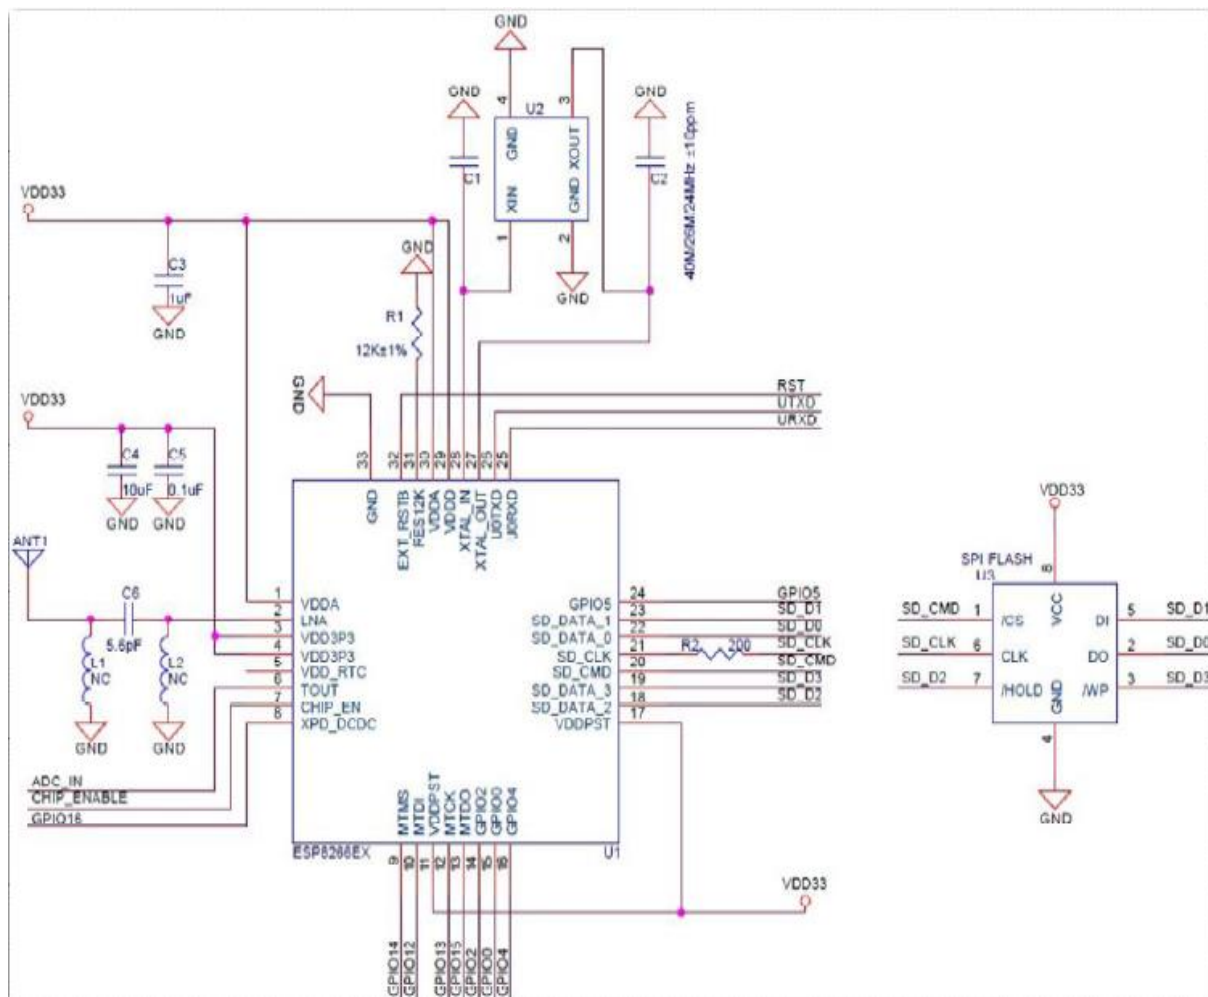 GND
U2
4
3
GND
XOUT
XIN
GND
1
2
GND
C1
GND
C2
GND
40M/26M/24MHz ±10ppm
VDD33
C3
1uF
GND
GND
R1
12K±1%
GND
RST
UTXD
URXD
VDD33
C4
10uF
GND
C5
0.1uF
GND
33
32
31
30
29
28
27
26
25
GND
EXT_RSTB
RES12K
VDDA
VDDD
XTAL_IN
XTAL_OUT
U0TXD
U0RXD
ANT1
C6
5.6pF
L1
NC
GND
L2
NC
GND
1 VDDA
2 LNA
3 VDD3P3
4 VDD3P3
5 VDD_RTC
6 TOUT
7 CHIP_EN
8 XPD_DCDC
GPIO5 24 GPIO5
SD_DATA_1 23 SD_D1
SD_DATA_0 22 SD_D0
SD_CLK 21 R2 200 SD_CLK
SD_CMD 20 SD_CMD
SD_DATA_3 19 SD_D3
SD_DATA_2 18 SD_D2
VDDPST 17
ADC_IN
CHIP_ENABLE
GPIO16
MTMS
MTDI
VDDPST
MTCK
MTDO
GPIO2
GPIO0
GPIO4
ESP8266EX
U1
9
10
11
12
13
14
15
16
GPIO14
GPIO12
GPIO13
GPIO15
GPIO2
GPIO0
GPIO4
VDD33
VDD33
SPI FLASH
U3
8
VCC
SD_CMD 1 /CS
SD_CLK 6 CLK
SD_D2 7 /HOLD
DI 5 SD_D1
DO 2 SD_D0
/WP 3 SD_D3
GND
4
GND